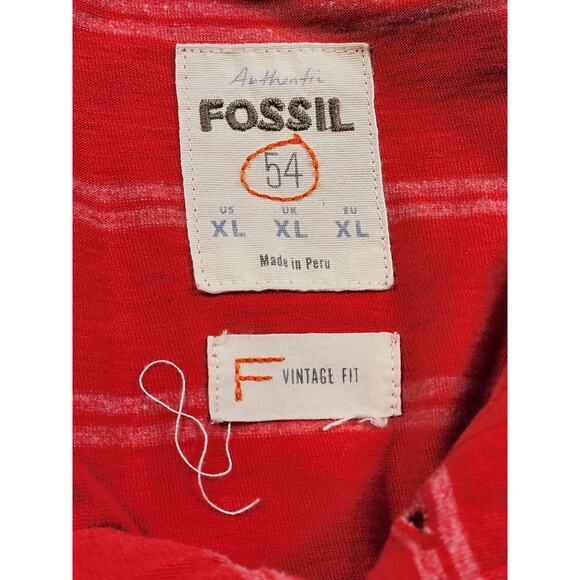 Authentic
FOSSIL
54
US UK EU
XL XL XL
Made in Peru
F VINTAGE FIT